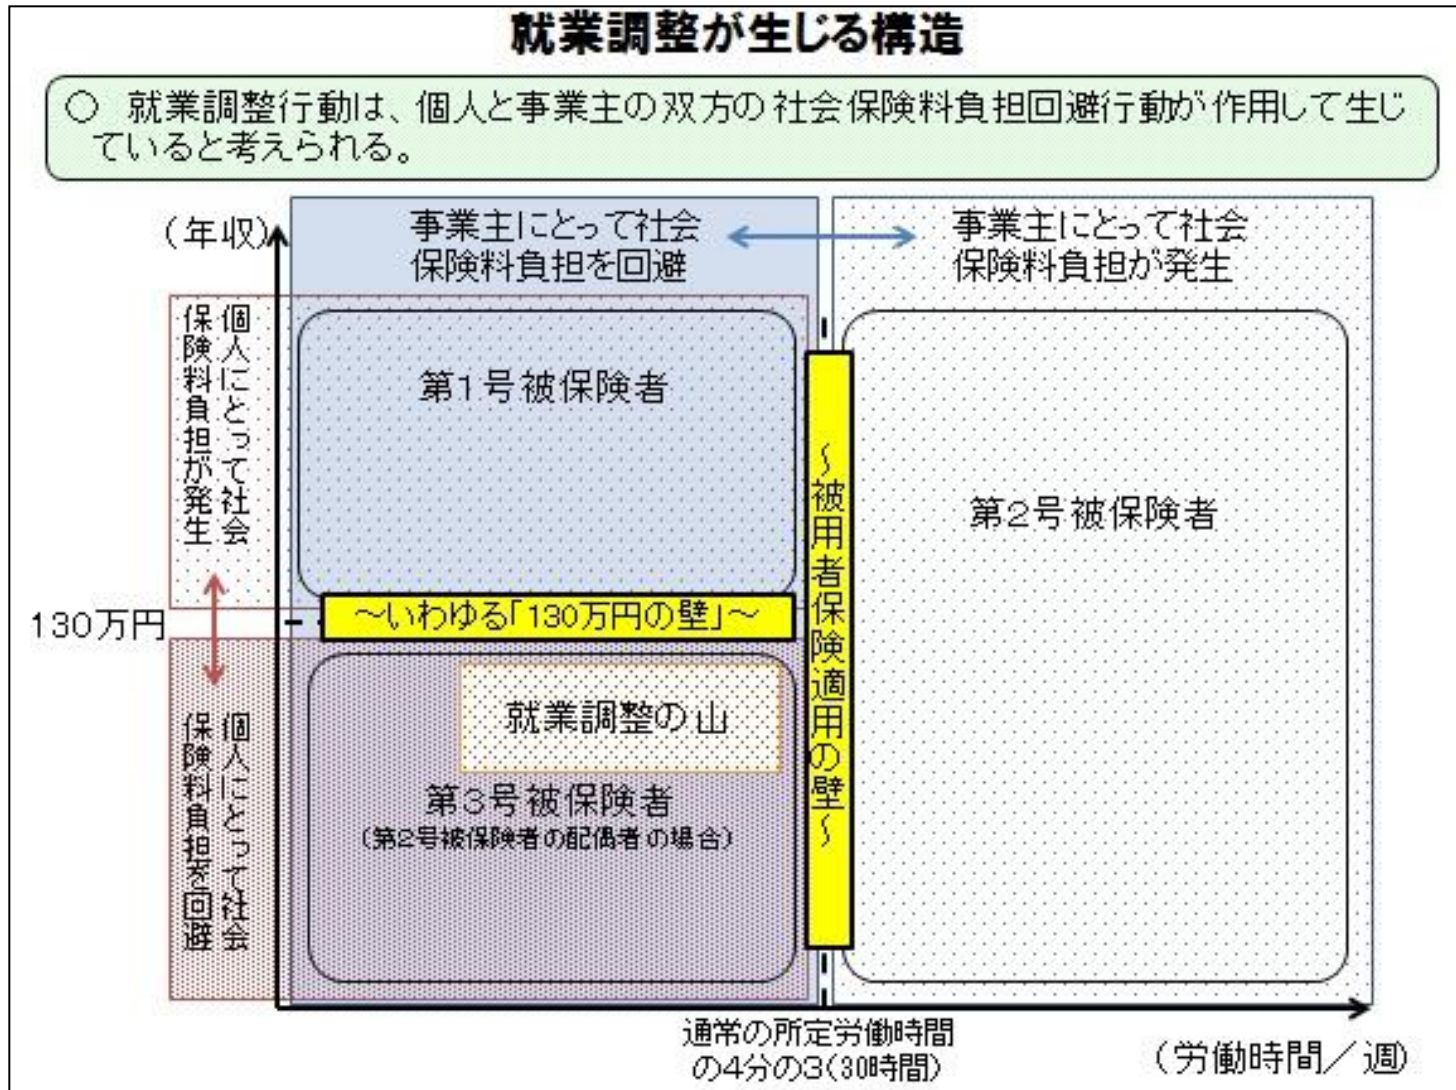 就業調整が生じる構造
○ 就業調整行動は、個人と事業主の双方の社会保険料負担回避行動が作用して生じ
ていると考えられる。
（年収）
事業主にとって社会
保険料負担を回避
事業主にとって社会
保険料負担が発生
個人にとって社会
保険料負担が発生
第１号被保険者
～被用者保険適用の壁～
第２号被保険者
130万円
～いわゆる「130万円の壁」～
個人にとって社会
保険料負担を回避
就業調整の山
第３号被保険者
（第2号被保険者の配偶者の場合）
通常の所定労働時間
の4分の3(30時間)
（労働時間／週）